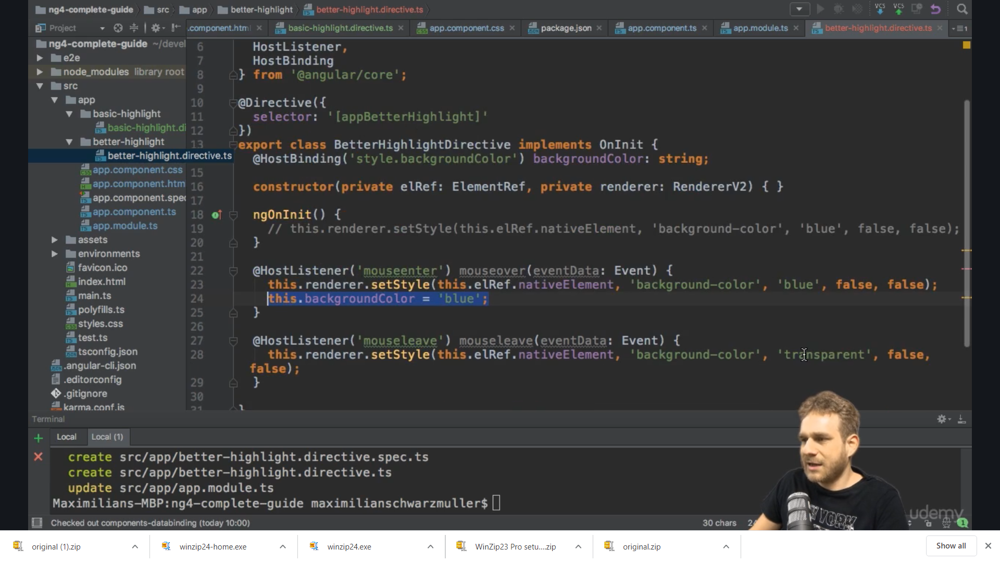 ng4-complete-guide src app better-highlight better-highlight.directive.ts
VCS VCS
Project
.component.html basic-highlight.directive.ts app.component.css package.json app.component.ts app.module.ts better-highlight.directive.ts 1
ng4-complete-guide ~/devel
e2e
node_modules library root
src
app
basic-highlight
basic-highlight.di
better-highlight
better-highlight.directive.ts
app.component.css
app.component.htm
app.component.spec
app.component.ts
app.module.ts
assets
environments
favicon.ico
index.html
main.ts
polyfills.ts
styles.css
test.ts
tsconfig.json
.angular-cli.json
.editorconfig
.gitignore
karma.conf.js
6 HostListener,
7 HostBinding
8 } from '@angular/core';
9
10 @Directive({
11 selector: '[appBetterHighlight]'
12 })
13 export class BetterHighlightDirective implements OnInit {
@HostBinding('style.backgroundColor') backgroundColor: string;
15
16 constructor(private elRef: ElementRef, private renderer: RendererV2) { }
17
18 ngOnInit() {
19 // this.renderer.setStyle(this.elRef.nativeElement, 'background-color', 'blue', false, false);
20 }
21
22 @HostListener('mouseenter') mouseover(eventData: Event) {
23 this.renderer.setStyle(this.elRef.nativeElement, 'background-color', 'blue', false, false);
24 this.backgroundColor = 'blue';
25 }
26
27 @HostListener('mouseleave') mouseleave(eventData: Event) {
28 this.renderer.setStyle(this.elRef.nativeElement, 'background-color', 'transparent', false,
false);
29 }
30
31 }
Terminal
Local Local (1)
create src/app/better-highlight.directive.spec.ts
create src/app/better-highlight.directive.ts
update src/app/app.module.ts
Maximilians-MBP:ng4-complete-guide maximilianschwarzmuller$
NEW YORK
udemy
Checked out components-databinding (today 10:00) 30 chars 24 1
original (1).zip winzip24-home.exe winzip24.exe WinZip23 Pro setu....zip original.zip Show all